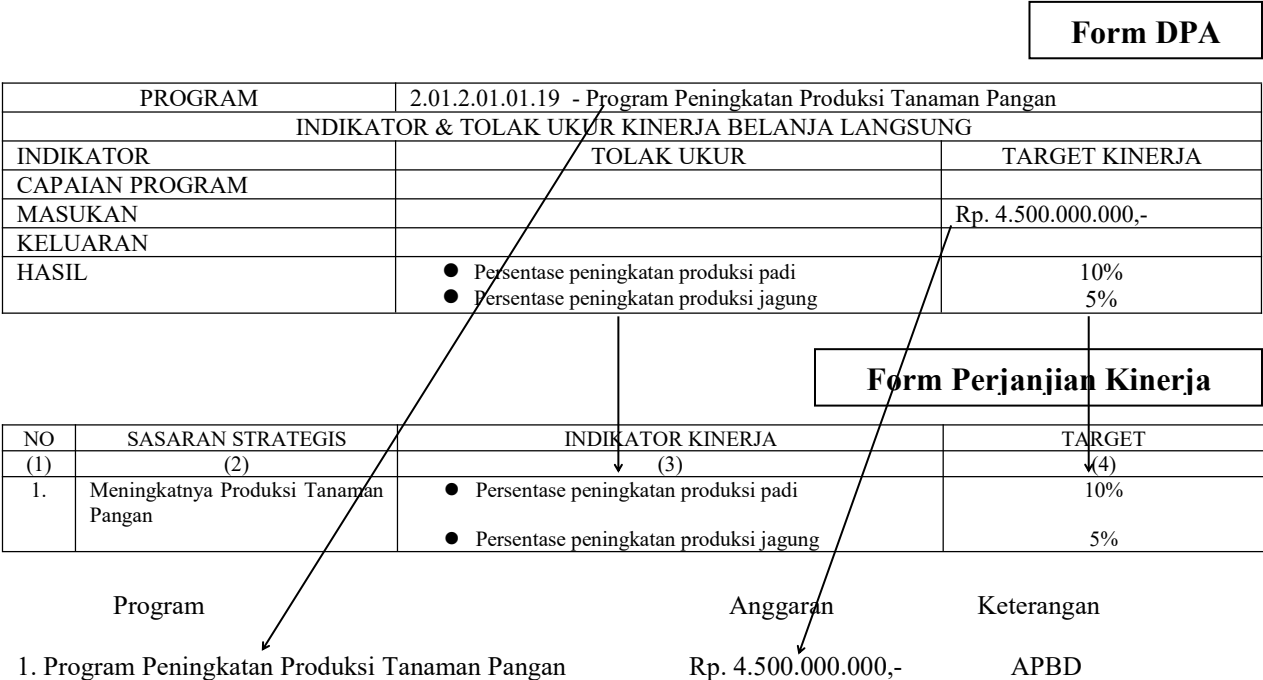 Form DPA
PROGRAM 2.01.2.01.01.19 - Program Peningkatan Produksi Tanaman Pangan
INDIKATOR & TOLAK UKUR KINERJA BELANJA LANGSUNG
INDIKATOR TOLAK UKUR TARGET KINERJA
CAPAIAN PROGRAM
MASUKAN Rp. 4.500.000.000,-
KELUARAN
HASIL ● Persentase peningkatan produksi padi 10%
● Persentase peningkatan produksi jagung 5%
Form Perjanjian Kinerja
NO SASARAN STRATEGIS INDIKATOR KINERJA TARGET
(1) (2) (3) (4)
1. Meningkatnya Produksi Tanaman ● Persentase peningkatan produksi padi 10%
Pangan
● Persentase peningkatan produksi jagung 5%
Program Anggaran Keterangan
1. Program Peningkatan Produksi Tanaman Pangan Rp. 4.500.000.000,- APBD